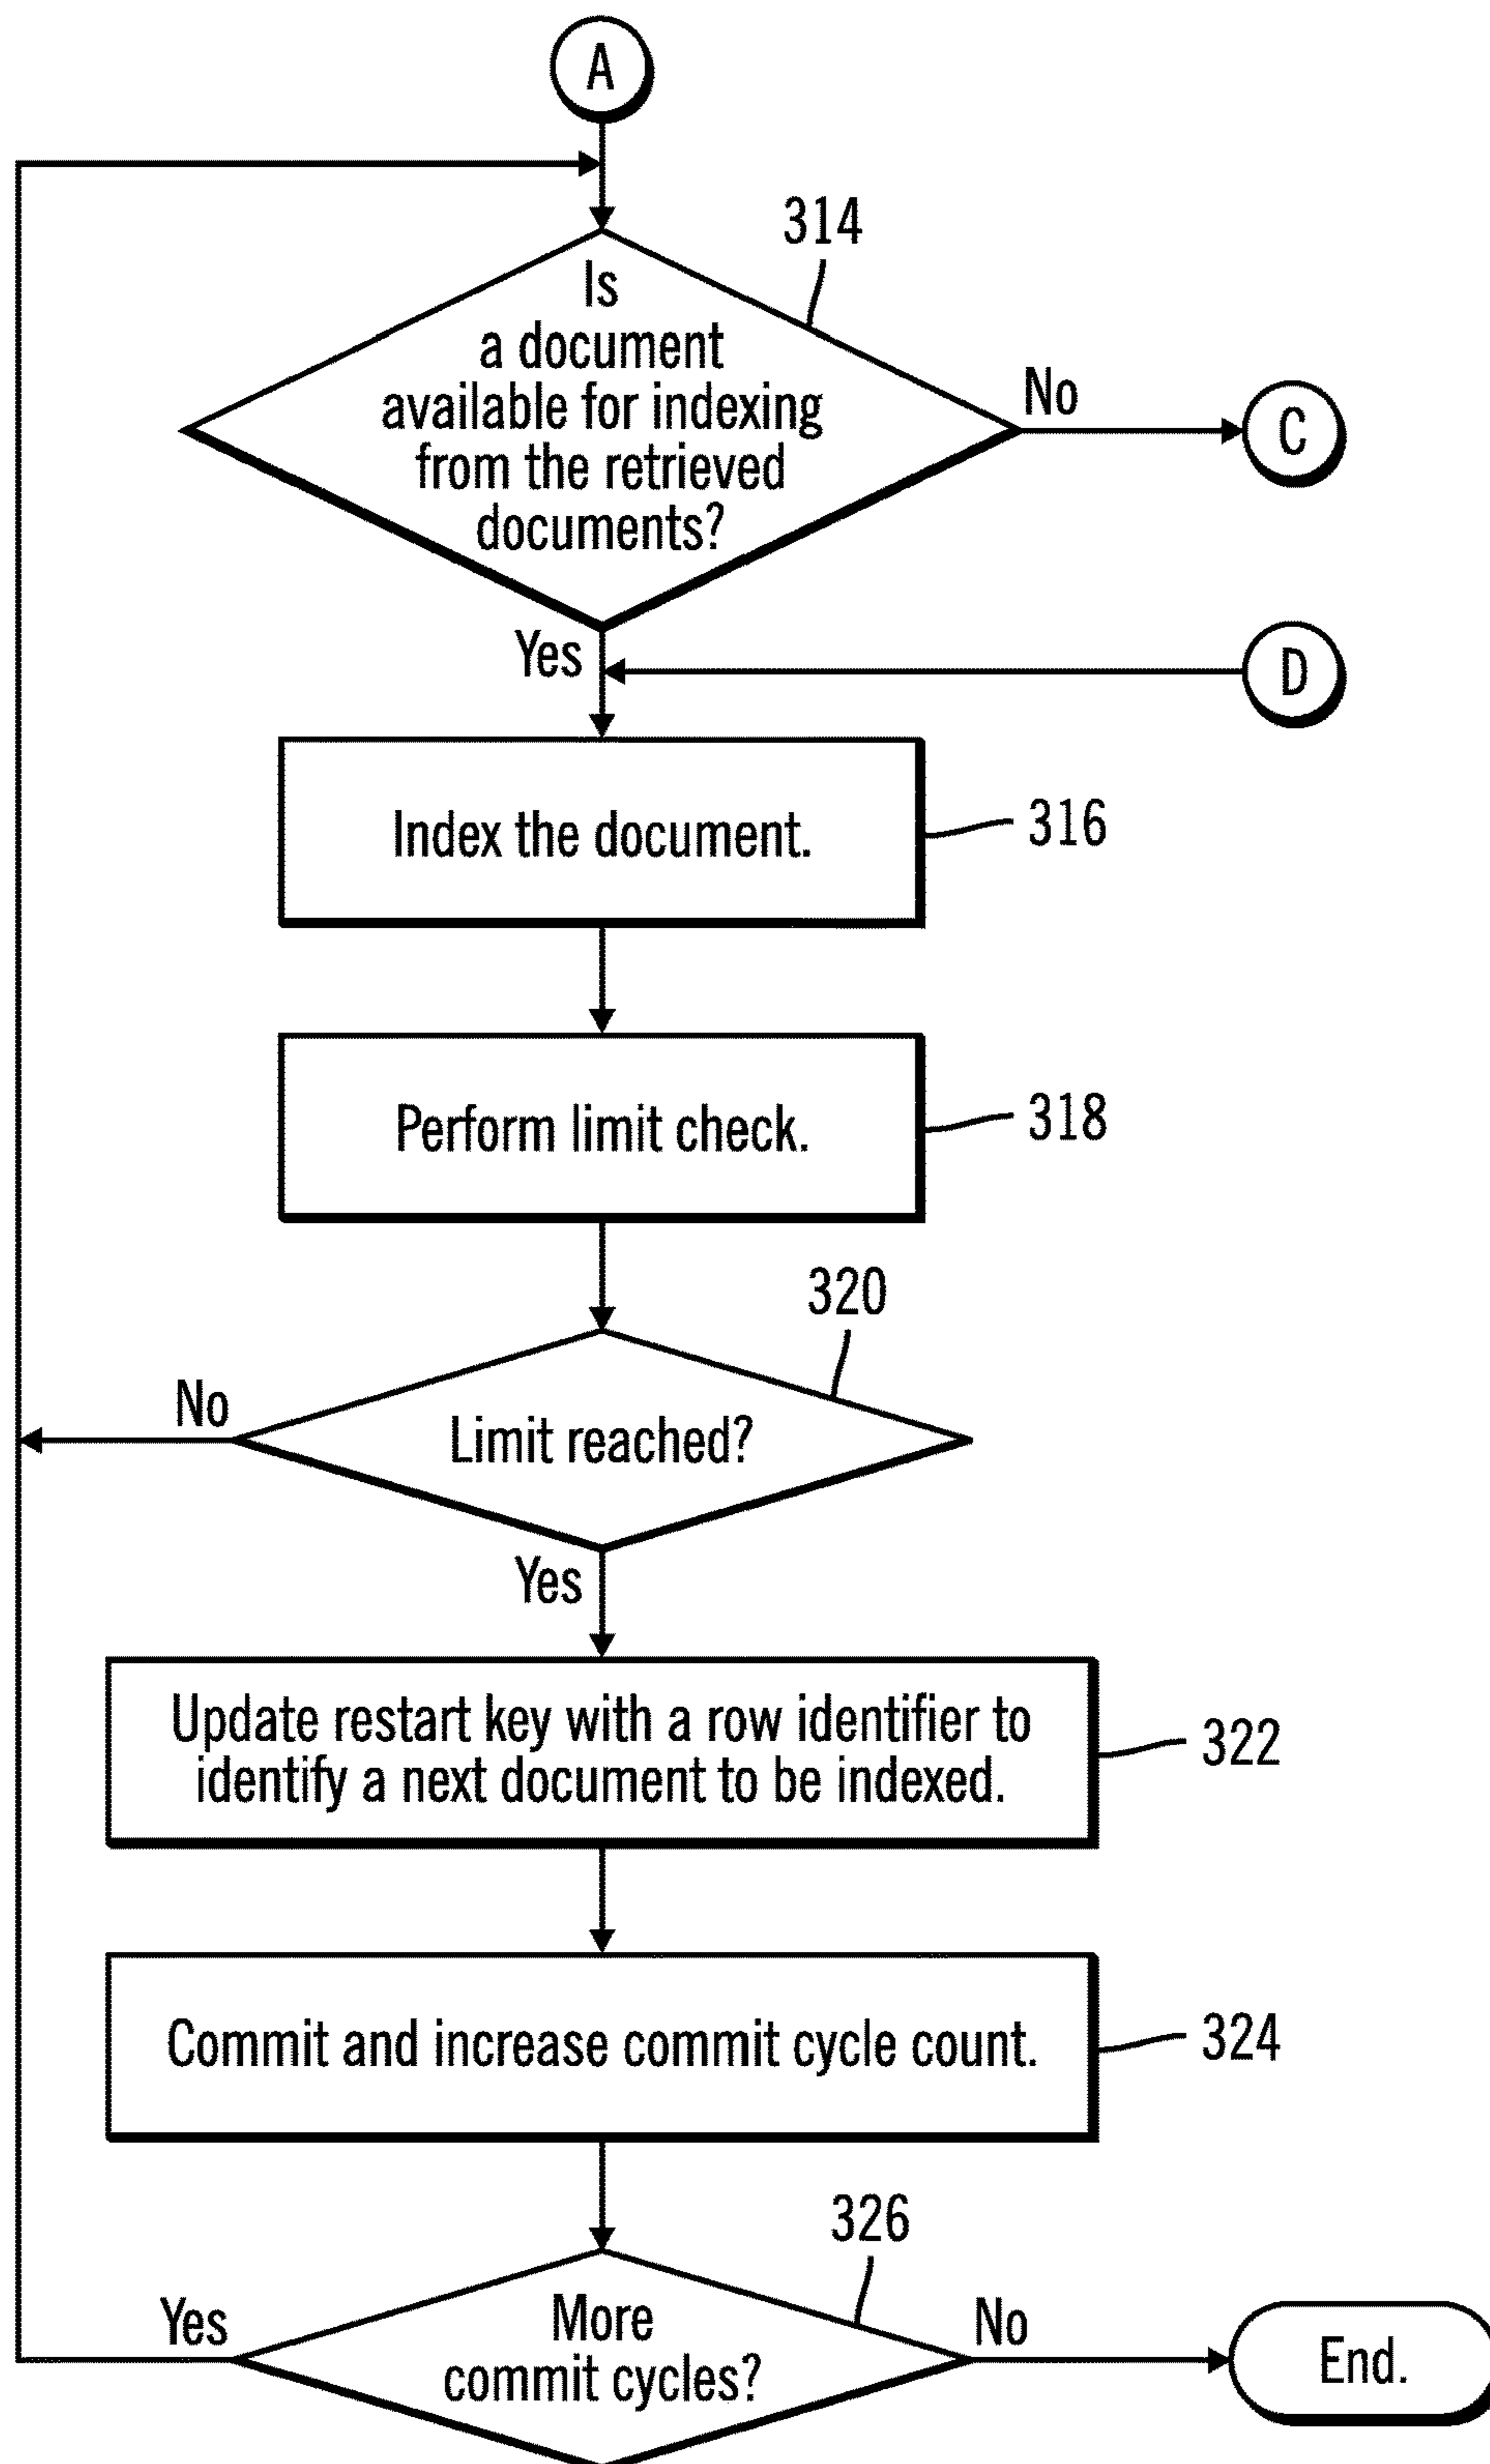 A
314
Is
a document
available for indexing
from the retrieved
documents?
No
C
Yes
D
Index the document.
316
Perform limit check.
318
320
No
Limit reached?
Yes
Update restart key with a row identifier to
identify a next document to be indexed.
322
Commit and increase commit cycle count.
324
326
Yes
More
commit cycles?
No
End.